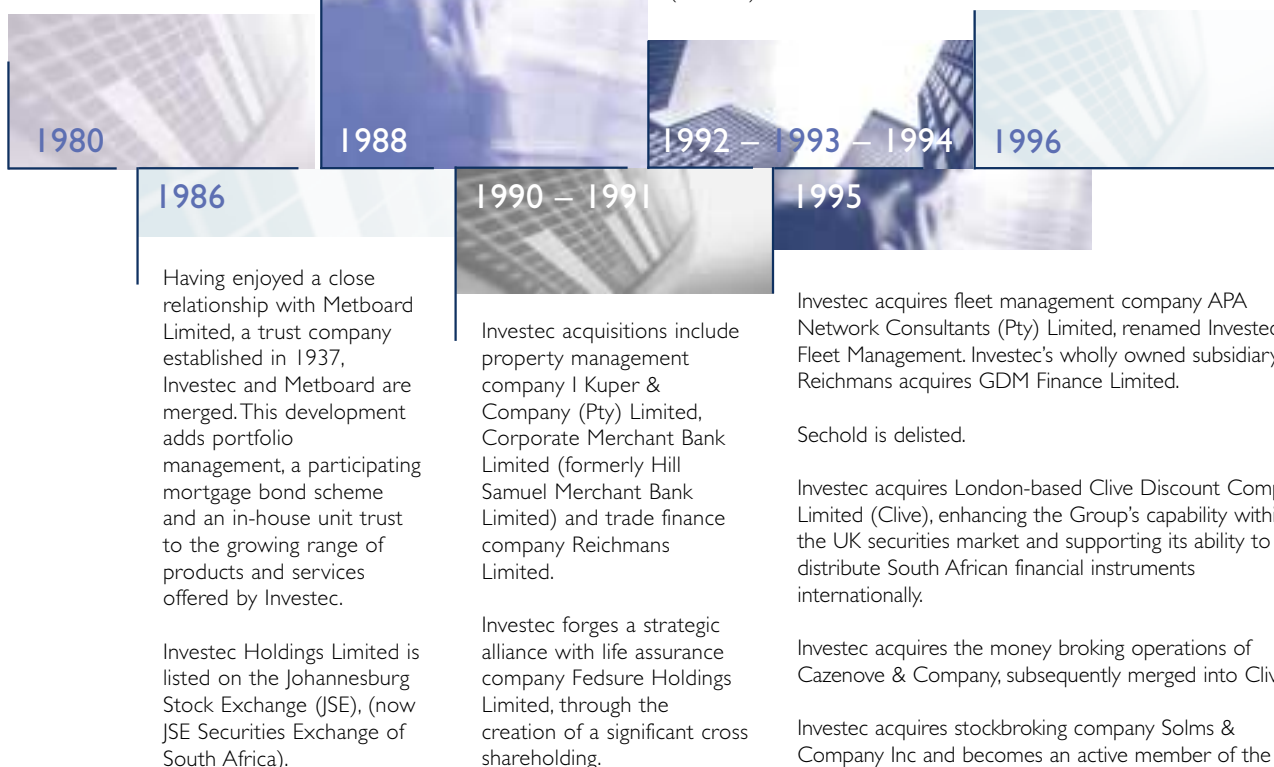 1980
1988
1992 – 1993 – 1994
1996
1986
1990 – 1991
1995
Having enjoyed a close
relationship with Metboard
Limited, a trust company
established in 1937,
Investec and Metboard are
merged. This development
adds portfolio
management, a participating
mortgage bond scheme
and an in-house unit trust
to the growing range of
products and services
offered by Investec.
Investec Holdings Limited is
listed on the Johannesburg
Stock Exchange (JSE), (now
JSE Securities Exchange of
South Africa).
Investec acquisitions include
property management
company I Kuper &
Company (Pty) Limited,
Corporate Merchant Bank
Limited (formerly Hill
Samuel Merchant Bank
Limited) and trade finance
company Reichmans
Limited.
Investec forges a strategic
alliance with life assurance
company Fedsure Holdings
Limited, through the
creation of a significant cross
shareholding.
Investec acquires fleet management company APA
Network Consultants (Pty) Limited, renamed Investec
Fleet Management. Investec's wholly owned subsidiary
Reichmans acquires GDM Finance Limited.
Sechold is delisted.
Investec acquires London-based Clive Discount Comp
Limited (Clive), enhancing the Group's capability withi
the UK securities market and supporting its ability to
distribute South African financial instruments
internationally.
Investec acquires the money broking operations of
Cazenove & Company, subsequently merged into Cliv
Investec acquires stockbroking company Solms &
Company Inc and becomes an active member of the